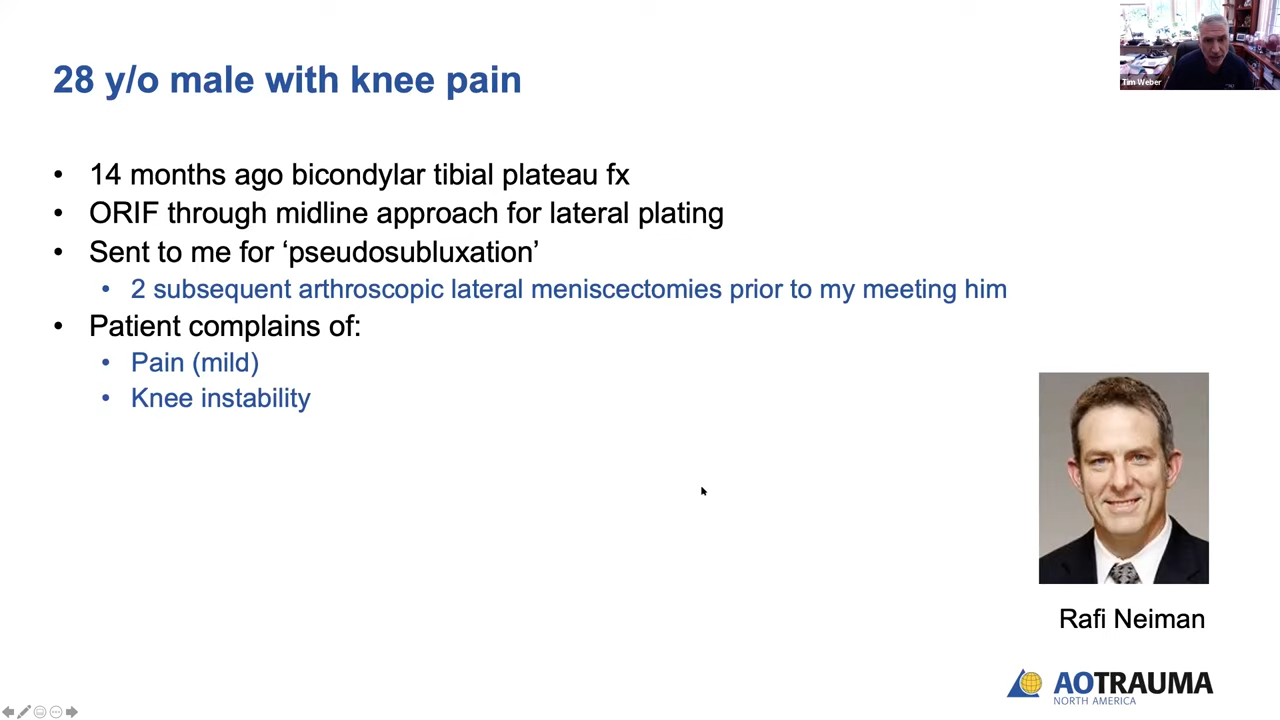 Tim Weber
28 y/o male with knee pain
• 14 months ago bicondylar tibial plateau fx
• ORIF through midline approach for lateral plating
• Sent to me for ‘pseudosubluxation’
• 2 subsequent arthroscopic lateral meniscectomies prior to my meeting him
• Patient complains of:
• Pain (mild)
• Knee instability
Rafi Neiman
AOTRAUMA
NORTH AMERICA